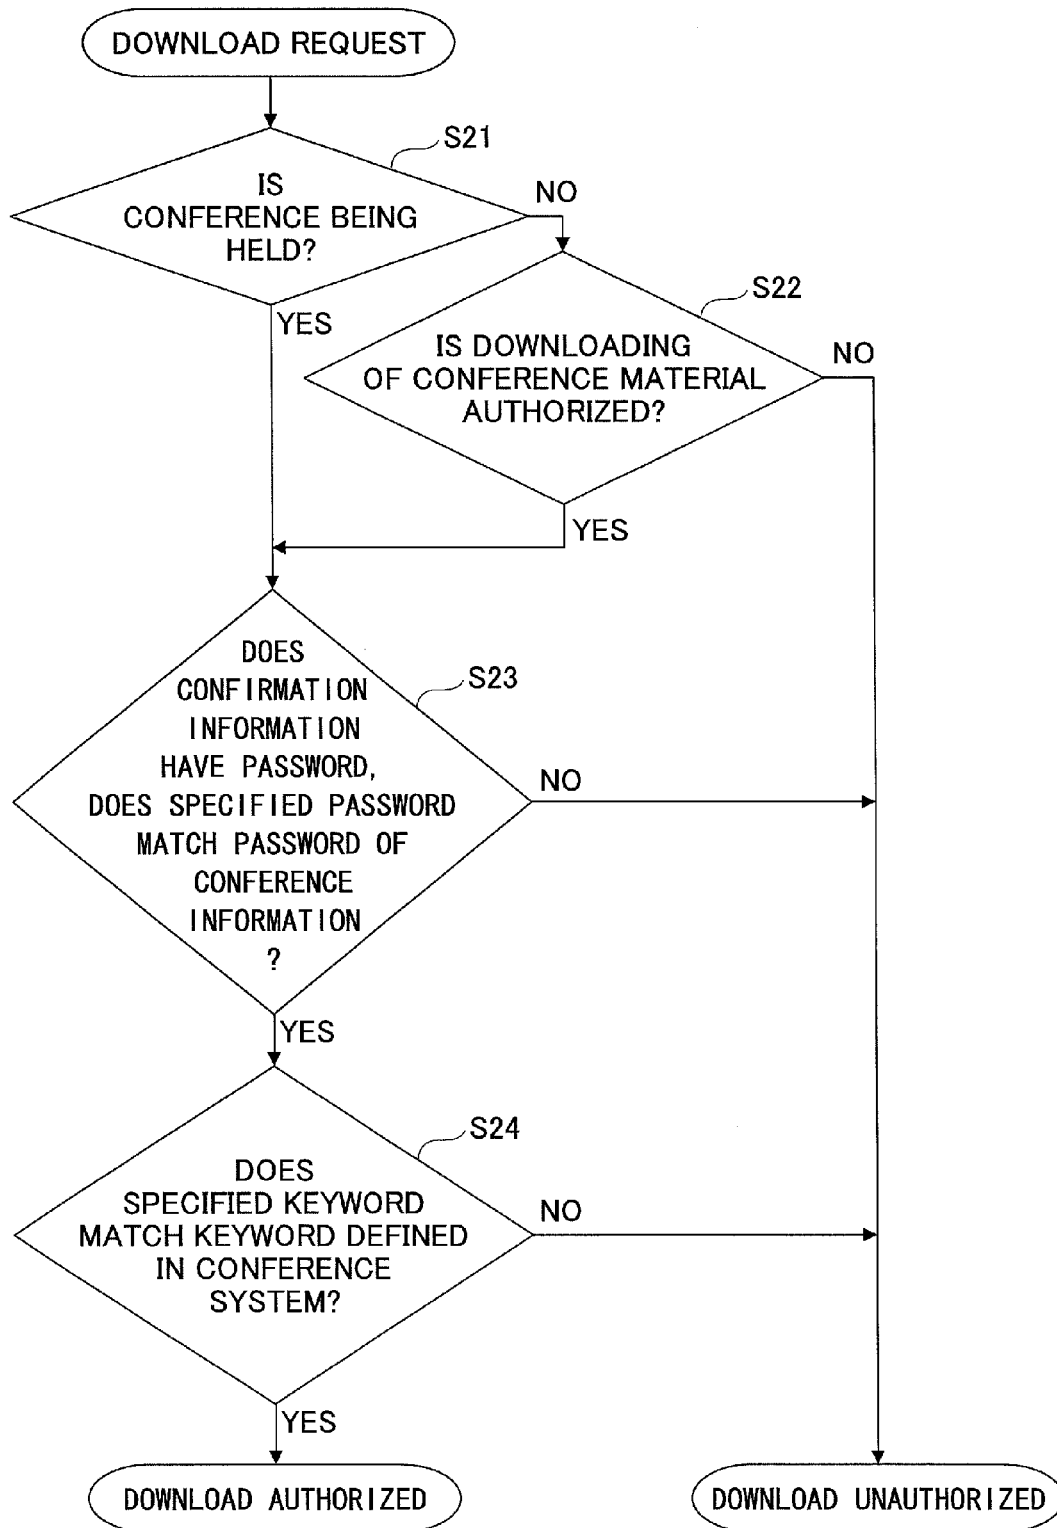 DOWNLOAD REQUEST
S21
IS
CONFERENCE BEING
HELD?
NO
YES
S22
IS DOWNLOADING
OF CONFERENCE MATERIAL
AUTHORIZED?
NO
YES
S23
DOES
CONFIRMATION
INFORMATION
HAVE PASSWORD,
DOES SPECIFIED PASSWORD
MATCH PASSWORD OF
CONFERENCE
INFORMATION
?
NO
YES
S24
DOES
SPECIFIED KEYWORD
MATCH KEYWORD DEFINED
IN CONFERENCE
SYSTEM?
NO
YES
DOWNLOAD AUTHORIZED
DOWNLOAD UNAUTHORIZED